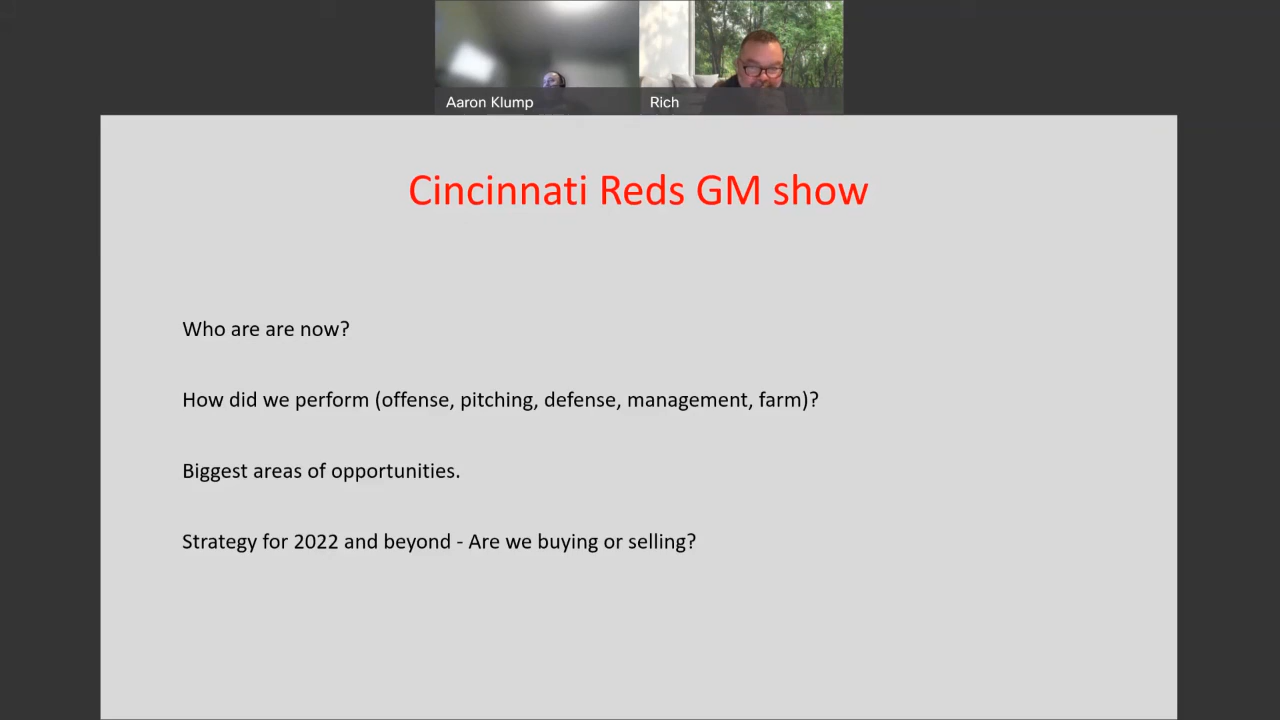 Aaron Klump
Rich
Cincinnati Reds GM show
Who are are now?
How did we perform (offense, pitching, defense, management, farm)?
Biggest areas of opportunities.
Strategy for 2022 and beyond - Are we buying or selling?